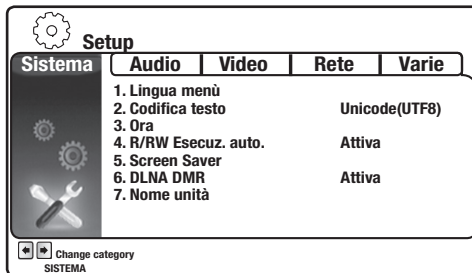 Setup
Sistema Audio Video Rete Varie
1. Lingua menù
2. Codifica testo Unicode(UTF8)
3. Ora
4. R/RW Esecuz. auto. Attiva
5. Screen Saver
6. DLNA DMR Attiva
7. Nome unità
Change category
SISTEMA